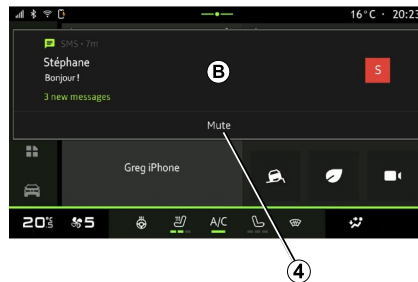 16°C · 20:23
SMS · 7m
Stéphane
Bonjour !
3 new messages
B
S
Mute
Greg iPhone
20°5 5 A/C
4